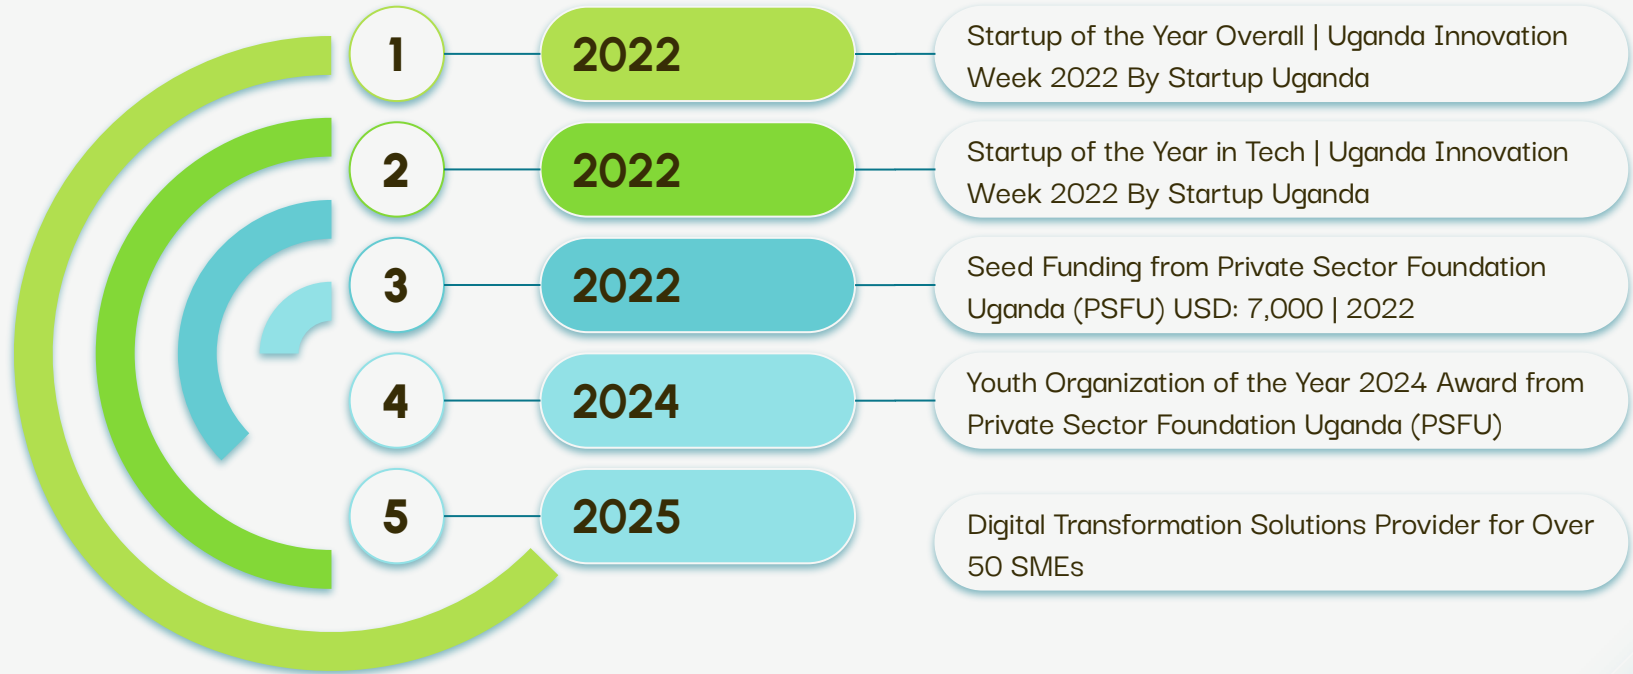 1
2022
Startup of the Year Overall | Uganda Innovation
Week 2022 By Startup Uganda
2
2022
Startup of the Year in Tech | Uganda Innovation
Week 2022 By Startup Uganda
3
2022
Seed Funding from Private Sector Foundation
Uganda (PSFU) USD: 7,000 | 2022
4
2024
Youth Organization of the Year 2024 Award from
Private Sector Foundation Uganda (PSFU)
5
2025
Digital Transformation Solutions Provider for Over
50 SMEs